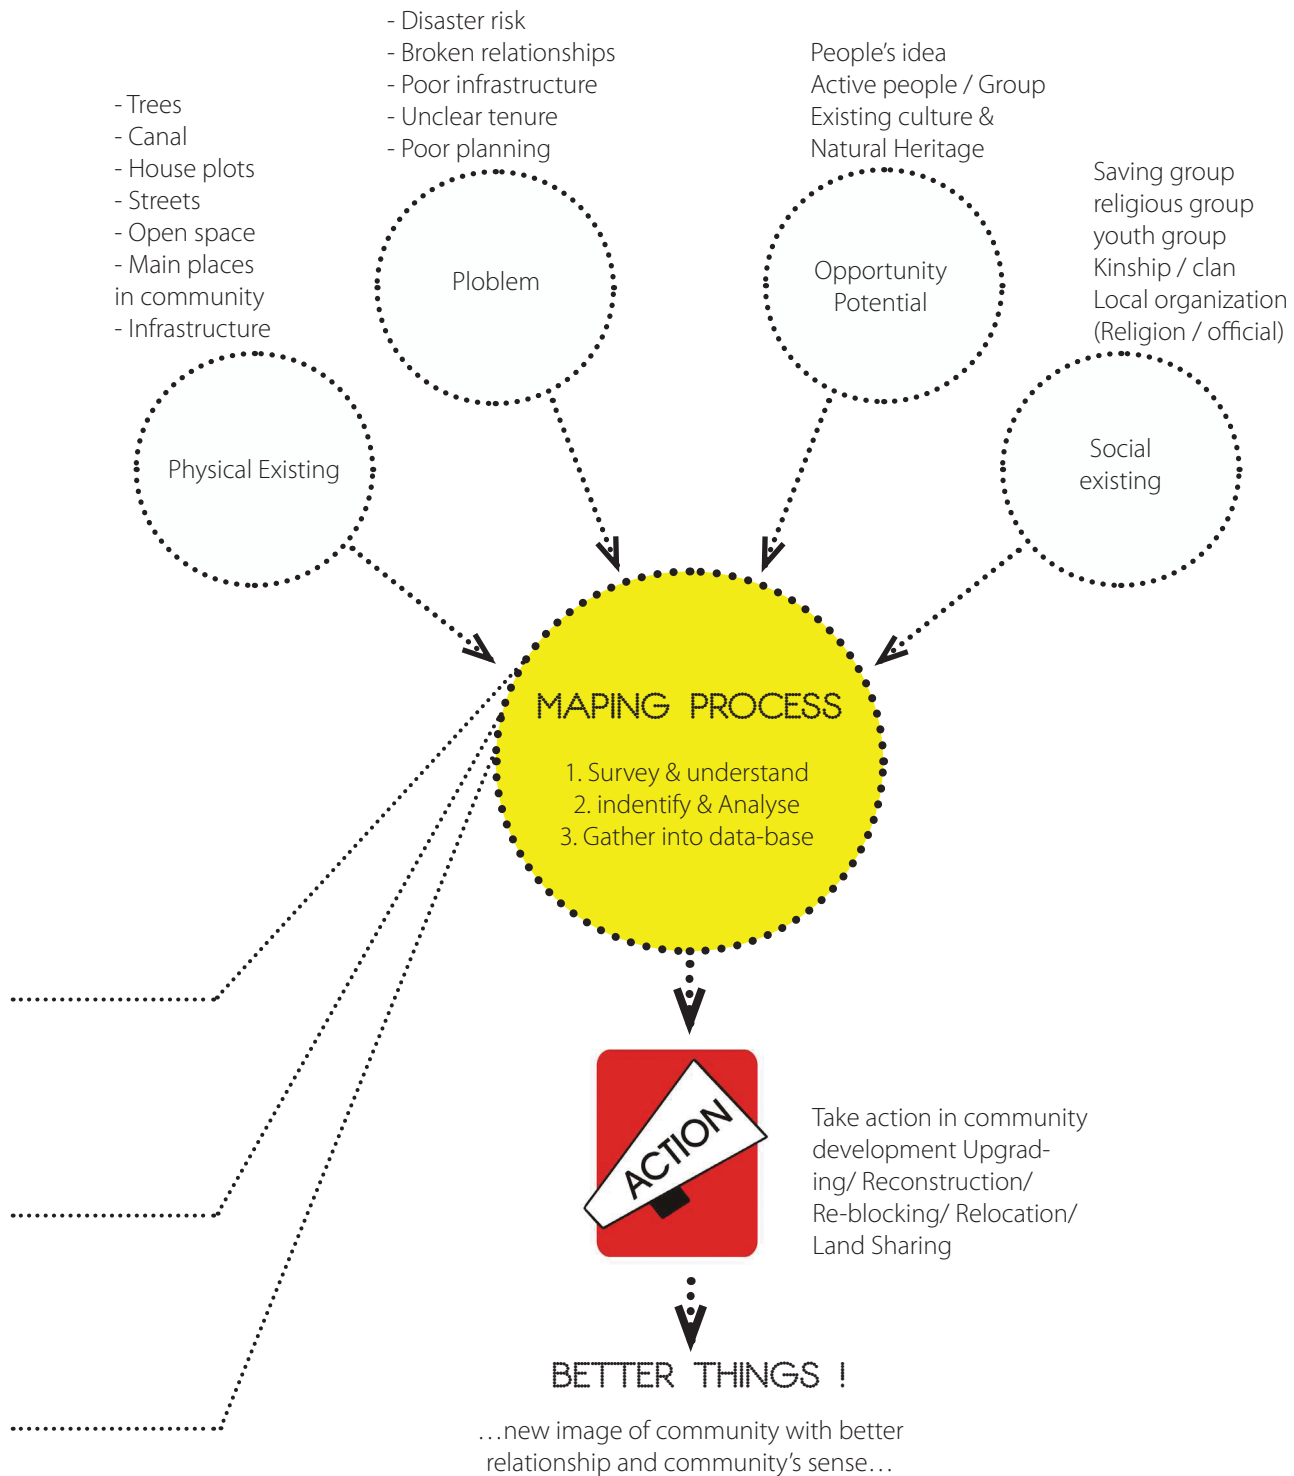 - Disaster risk
- Broken relationships
- Poor infrastructure
- Unclear tenure
- Poor planning
People's idea
Active people / Group
Existing culture &
Natural Heritage
- Trees
- Canal
- House plots
- Streets
- Open space
- Main places
in community
- Infrastructure
Saving group
religious group
youth group
Kinship / clan
Local organization
(Religion / official)
Ploblem
Opportunity
Potential
Physical Existing
Social
existing
MAPING PROCESS
1. Survey & understand
2. indentify & Analyse
3. Gather into data-base
ACTION
Take action in community
development Upgrad-
ing/ Reconstruction/
Re-blocking/ Relocation/
Land Sharing
BETTER THINGS !
...new image of community with better
relationship and community's sense...